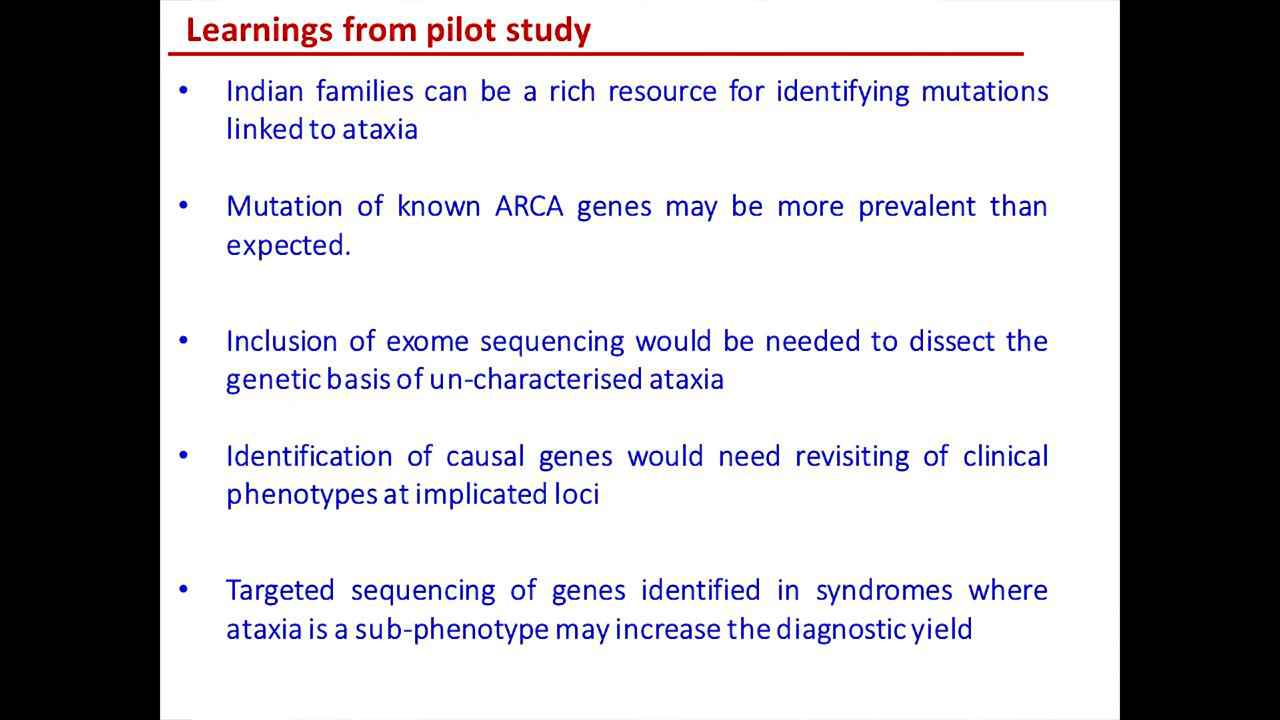 Learnings from pilot study
• Indian families can be a rich resource for identifying mutations
linked to ataxia
• Mutation of known ARCA genes may be more prevalent than
expected.
• Inclusion of exome sequencing would be needed to dissect the
genetic basis of un-characterised ataxia
• Identification of causal genes would need revisiting of clinical
phenotypes at implicated loci
• Targeted sequencing of genes identified in syndromes where
ataxia is a sub-phenotype may increase the diagnostic yield